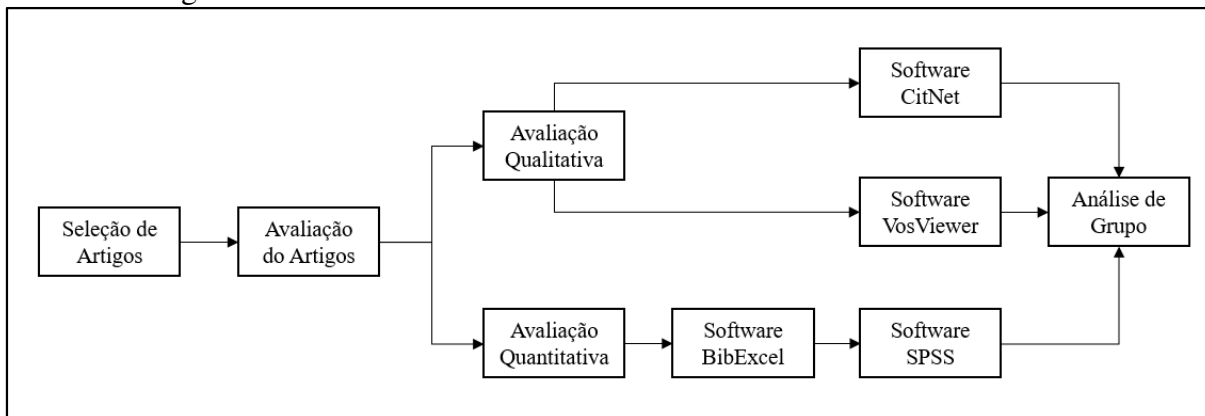 Software
CitNet
Avaliação
Qualitativa
Software
VosViewer
Análise de
Grupo
Seleção de
Artigos
Avaliação
do Artigos
Avaliação
Quantitativa
Software
BibExcel
Software
SPSS